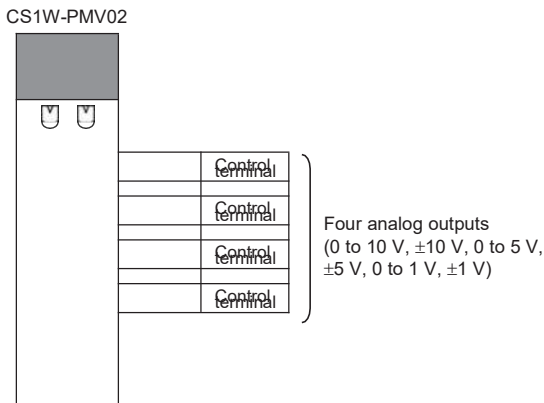 CS1W-PMV02
Control
terminal
Control
terminal
Control
terminal
Control
terminal
Four analog outputs
(0 to 10 V, ±10 V, 0 to 5 V,
±5 V, 0 to 1 V, ±1 V)